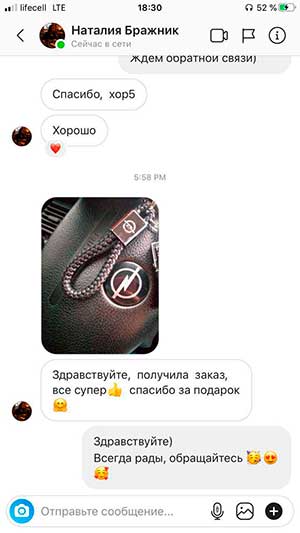 lifecell LTE 18:30 52 %
Наталия Бражник
Сейчас в сети
Ждем обратной связи)
Спасибо, хор5
Хорошо
5:58 PM
Здравствуйте, получила заказ,
все супер👍 спасибо за подарок
🤗
Здравствуйте)
Всегда рады, обращайтесь 🥳😍
🥰
Отправьте сообщение...